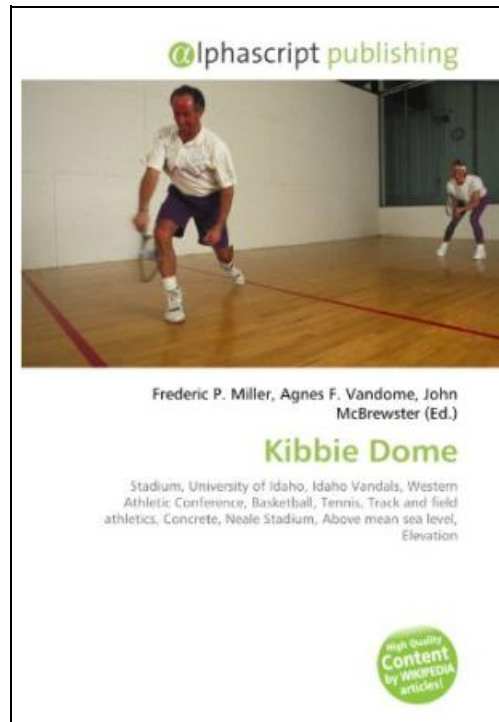 alphascript publishing
Frederic P. Miller, Agnes F. Vandome, John
McBrewster (Ed.)
Kibbie Dome
Stadium, University of Idaho, Idaho Vandals, Western
Athletic Conference, Basketball, Tennis, Track and field
athletics, Concrete, Neale Stadium, Above mean sea level,
Elevation
High Quality
Content
by WIKIPEDIA
articles!